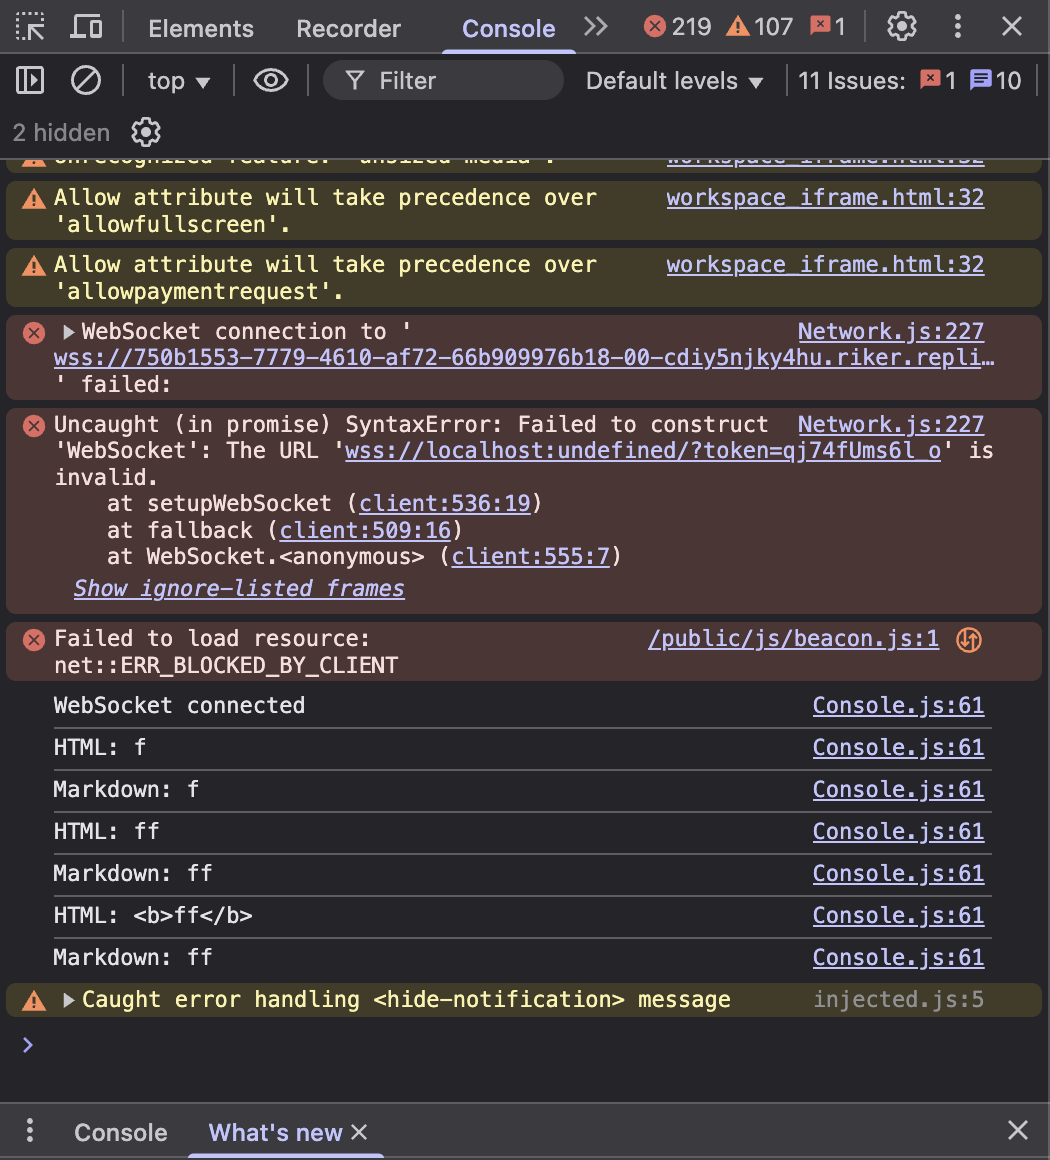 Elements Recorder Console 219 107 1
top Filter Default levels 11 Issues: 1 10
2 hidden
Unrecognized feature: 'unsized-media'. workspace_iframe.html:32
Allow attribute will take precedence over workspace_iframe.html:32
'allowfullscreen'.
Allow attribute will take precedence over workspace_iframe.html:32
'allowpaymentrequest'.
WebSocket connection to ' Network.js:227
wss://750b1553-7779-4610-af72-66b909976b18-00-cdiy5njky4hu.riker.repli…
' failed:
Uncaught (in promise) SyntaxError: Failed to construct Network.js:227
'WebSocket': The URL 'wss://localhost:undefined/?token=qj74fUms6l_o' is
invalid.
at setupWebSocket (client:536:19)
at fallback (client:509:16)
at WebSocket.<anonymous> (client:555:7)
Show ignore-listed frames
Failed to load resource: /public/js/beacon.js:1
net::ERR_BLOCKED_BY_CLIENT
WebSocket connected Console.js:61
HTML: f Console.js:61
Markdown: f Console.js:61
HTML: ff Console.js:61
Markdown: ff Console.js:61
HTML: <b>ff</b> Console.js:61
Markdown: ff Console.js:61
Caught error handling <hide-notification> message injected.js:5
Console What's new